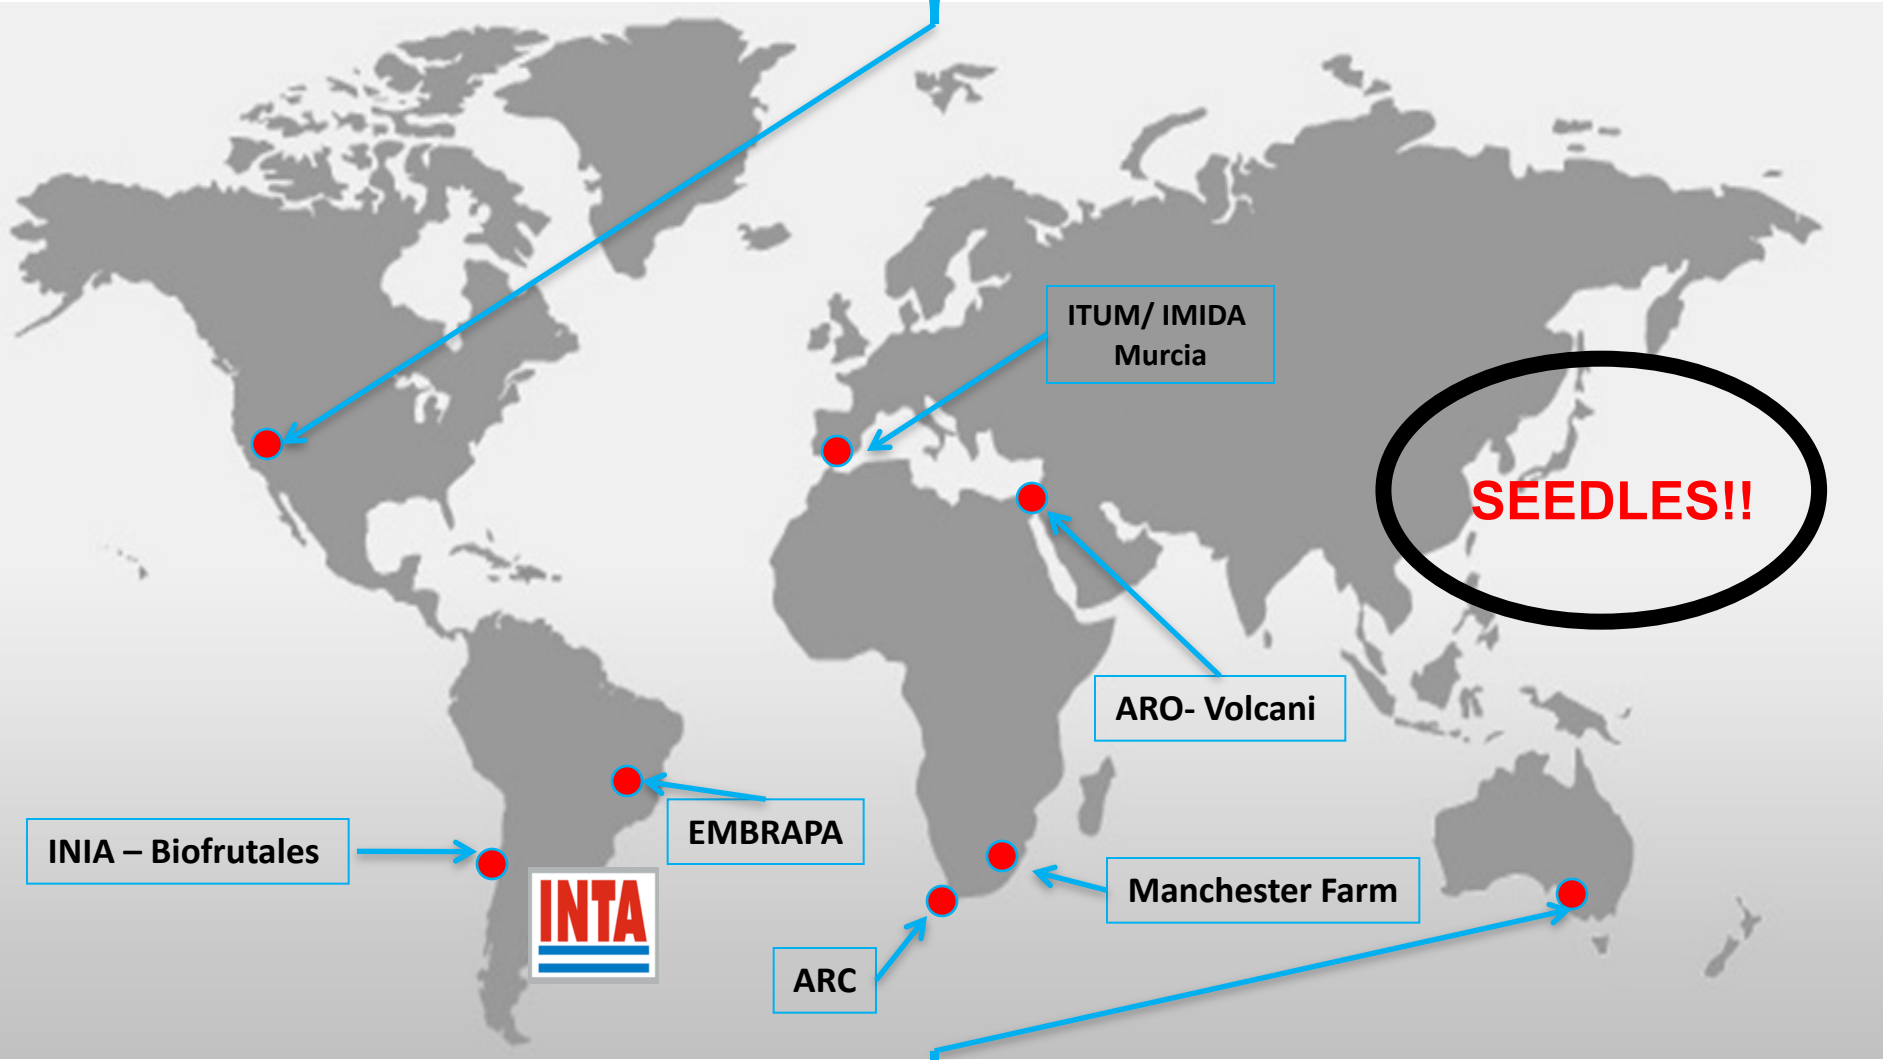 ITUM/ IMIDA
Murcia
SEEDLES!!
ARO- Volcani
EMBRAPA
INIA – Biofrutales
INTA
Manchester Farm
ARC